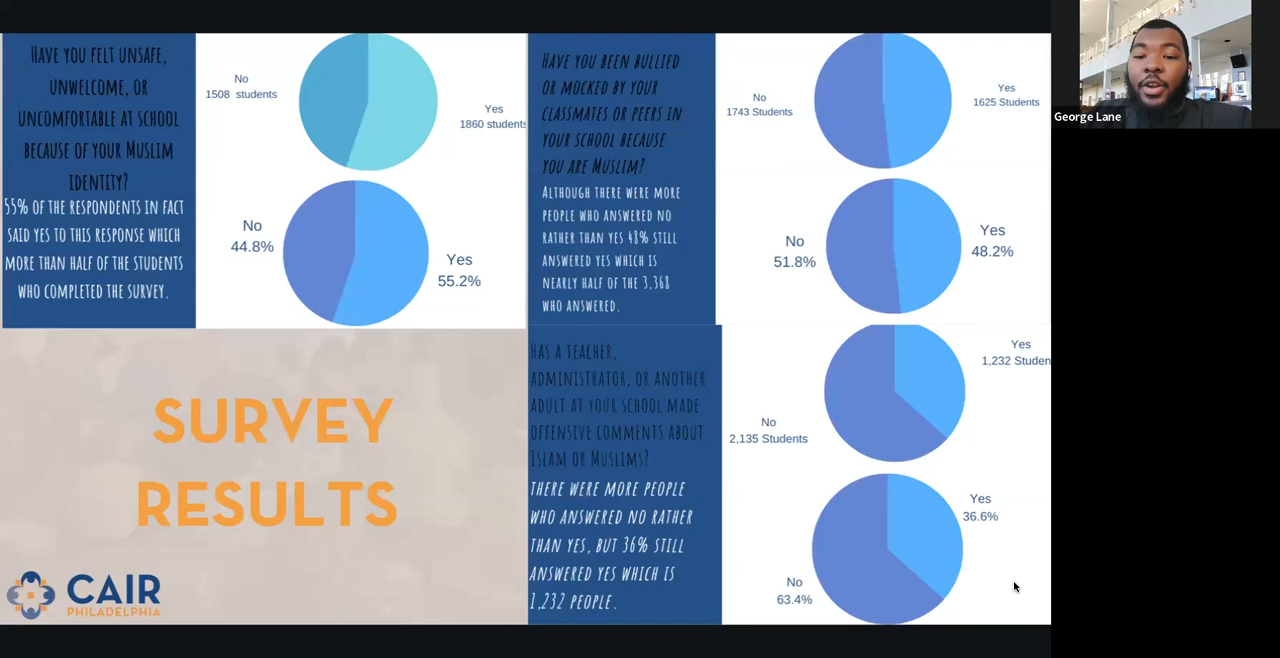 HAVE YOU FELT UNSAFE,
UNWELCOME, OR
UNCOMFORTABLE AT SCHOOL
BECAUSE OF YOUR MUSLIM
IDENTITY?
55% OF THE RESPONDENTS IN FACT
SAID YES TO THIS RESPONSE WHICH
MORE THAN HALF OF THE STUDENTS
WHO COMPLETED THE SURVEY.
No
1508 students
Yes
1860 students
No
44.8%
Yes
55.2%
HAVE YOU BEEN BULLIED
OR MOCKED BY YOUR
CLASSMATES OR PEERS IN
YOUR SCHOOL BECAUSE
YOU ARE MUSLIM?
ALTHOUGH THERE WERE MORE
PEOPLE WHO ANSWERED NO
RATHER THAN YES 48% STILL
ANSWERED YES WHICH IS
NEARLY HALF OF THE 3,368
WHO ANSWERED.
No
1743 Students
Yes
1625 Students
No
51.8%
Yes
48.2%
SURVEY
RESULTS
CAIR
PHILADELPHIA
HAS A TEACHER,
ADMINISTRATOR, OR ANOTHER
ADULT AT YOUR SCHOOL MADE
OFFENSIVE COMMENTS ABOUT
ISLAM OR MUSLIMS?
THERE WERE MORE PEOPLE
WHO ANSWERED NO RATHER
THAN YES, BUT 36% STILL
ANSWERED YES WHICH IS
1,232 PEOPLE.
Yes
1,232 Studen
No
2,135 Students
Yes
36.6%
No
63.4%
George Lane